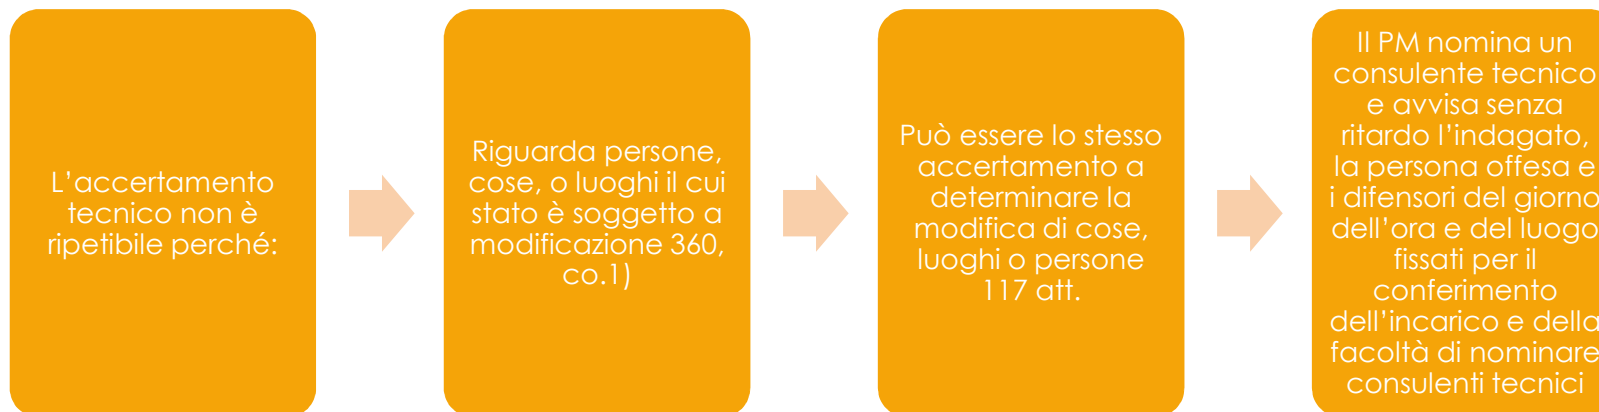 L'accertamento
tecnico non è
ripetibile perché:
Riguarda persone,
cose, o luoghi il cui
stato è soggetto a
modificazione 360,
co.1)
Può essere lo stesso
accertamento a
determinare la
modifica di cose,
luoghi o persone
117 att.
Il PM nomina un
consulente tecnico
e avvisa senza
ritardo l'indagato,
la persona offesa e
i difensori del giorno
dell'ora e del luogo
fissati per il
conferimento
dell'incarico e della
facoltà di nominare
consulenti tecnici